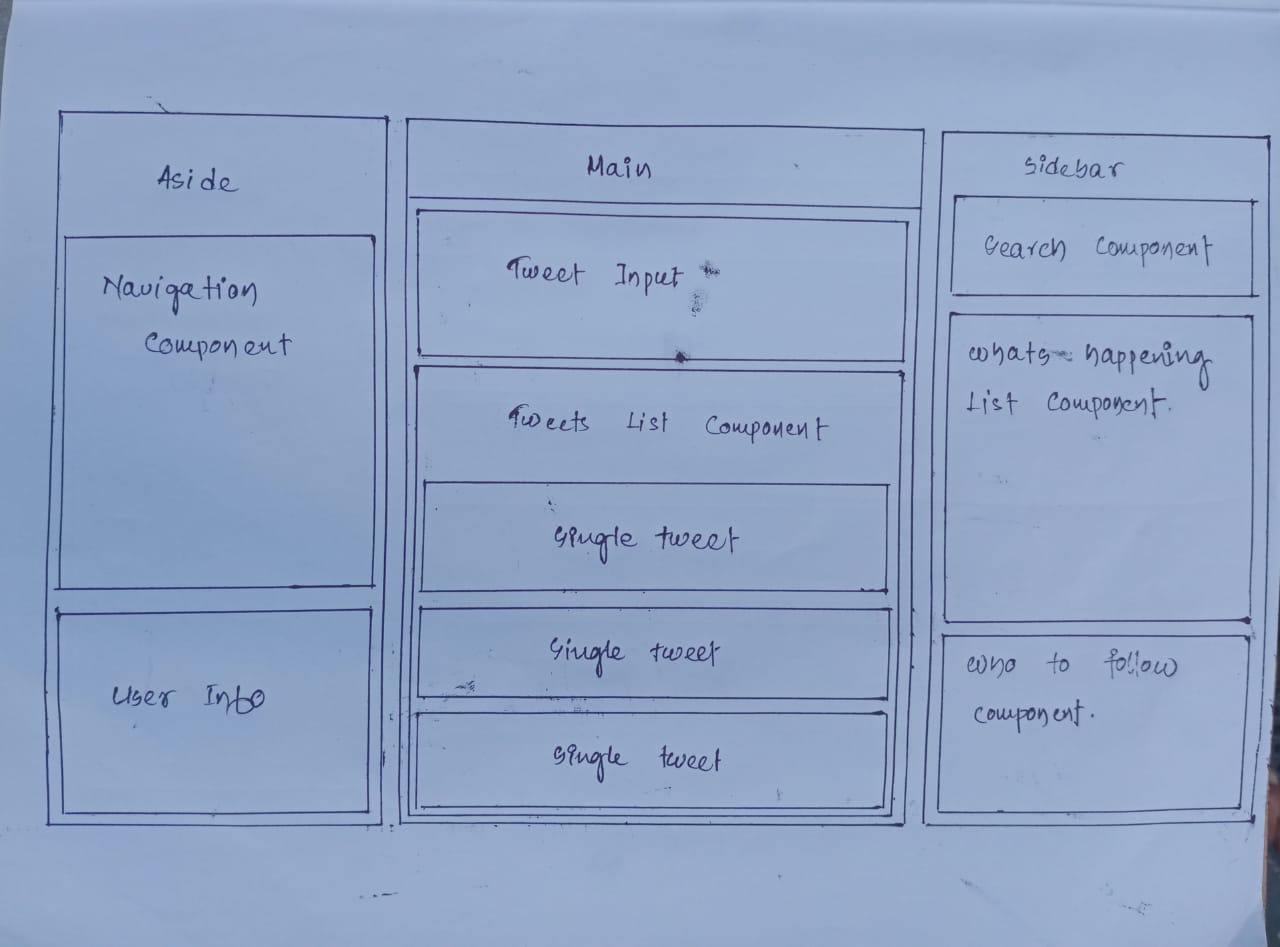 Aside
Navigation
Component
User Info
Main
Tweet Input
Tweets List Component
Single tweet
Single tweet
Single tweet
Sidebar
Search Component
Whats - happening
List Component.
Who to follow
Component.